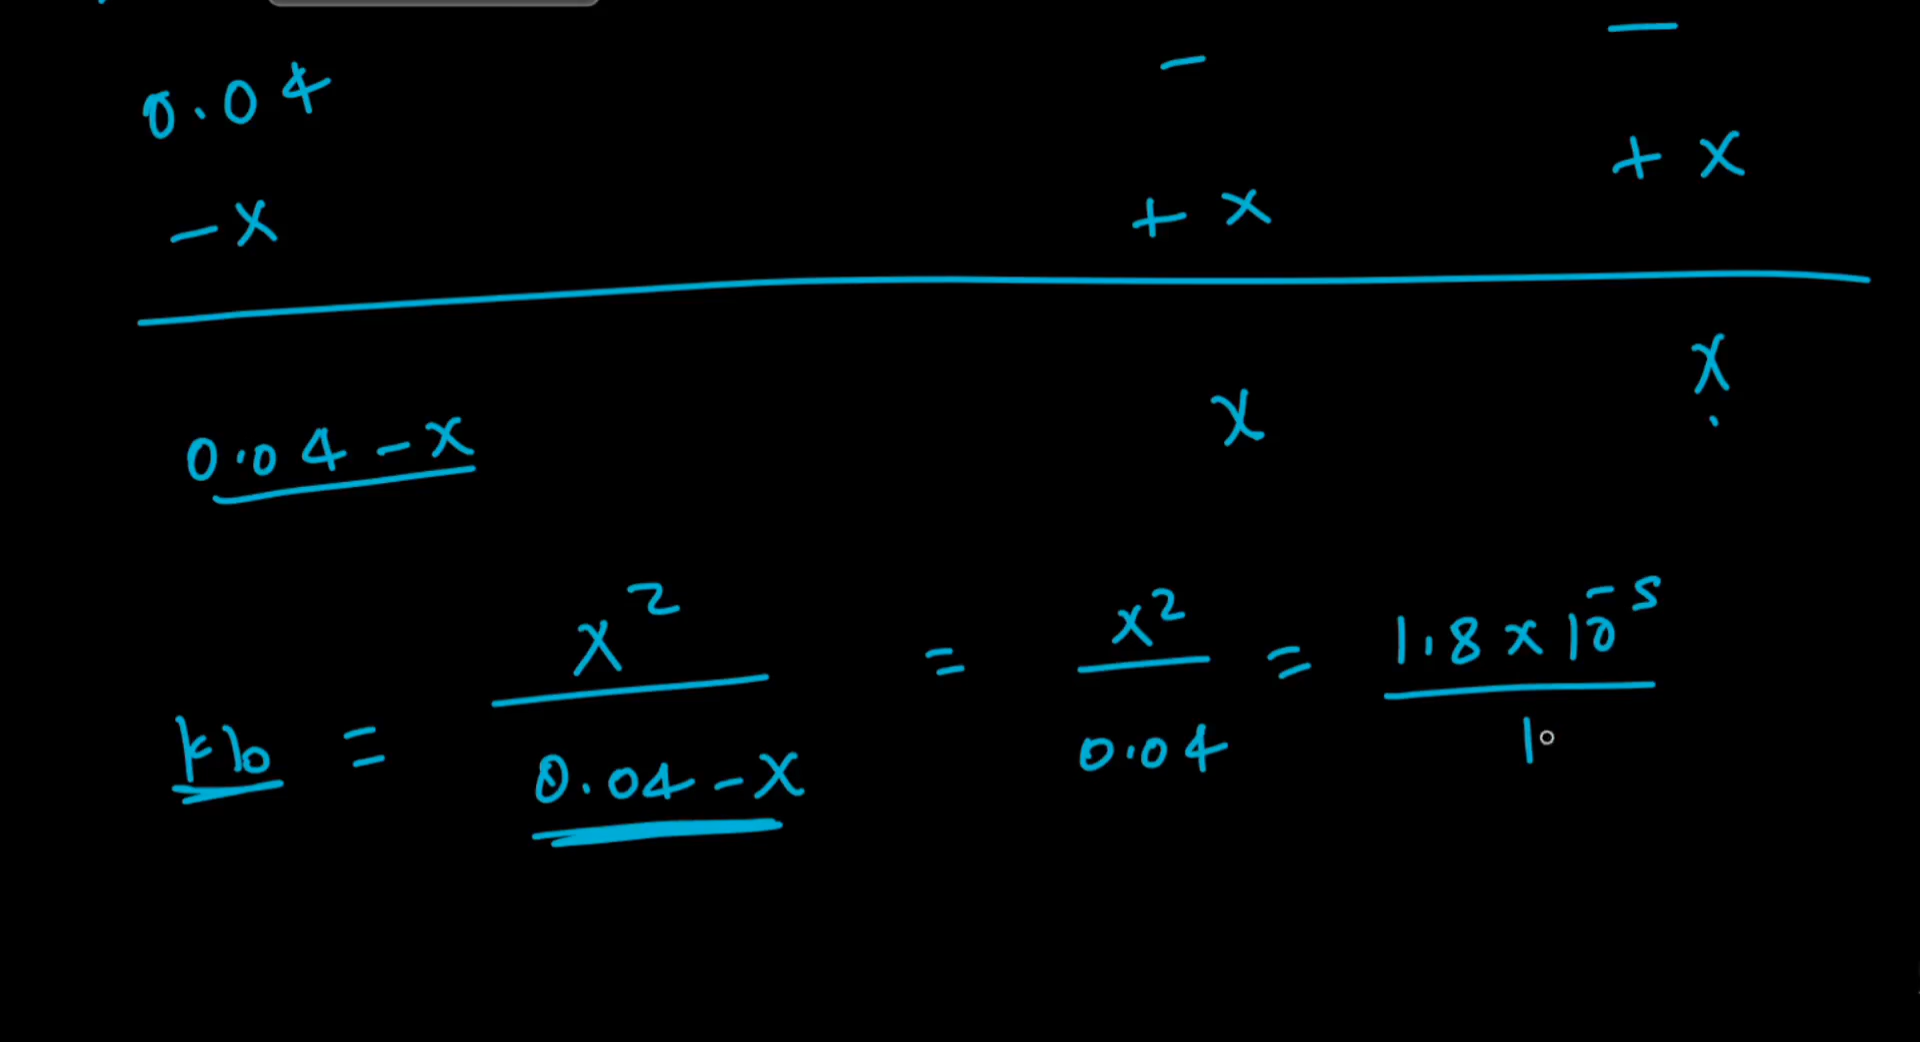 0.04 - -
-x + x + x
0.04 - x x x
kb = x² / 0.04 - x = x² / 0.04 = 1.8 x 10⁻⁵ / 1